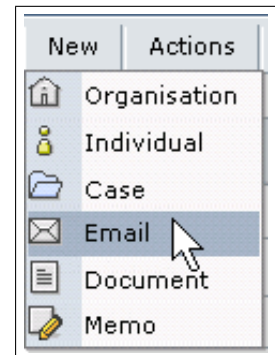 New Actions
Organisation
Individual
Case
Email
Document
Memo